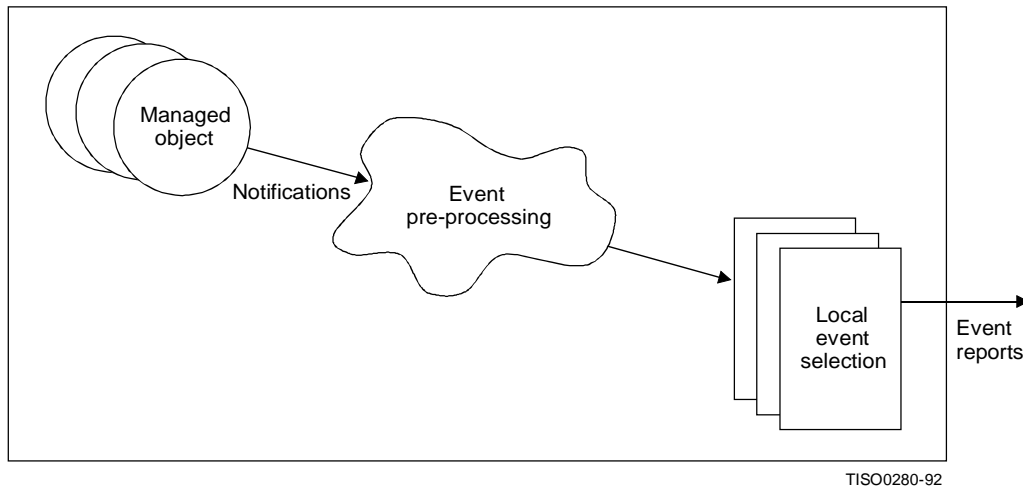 Managed
object
Notifications
Event
pre-processing
Local
event
selection
Event
reports
TISO0280-92